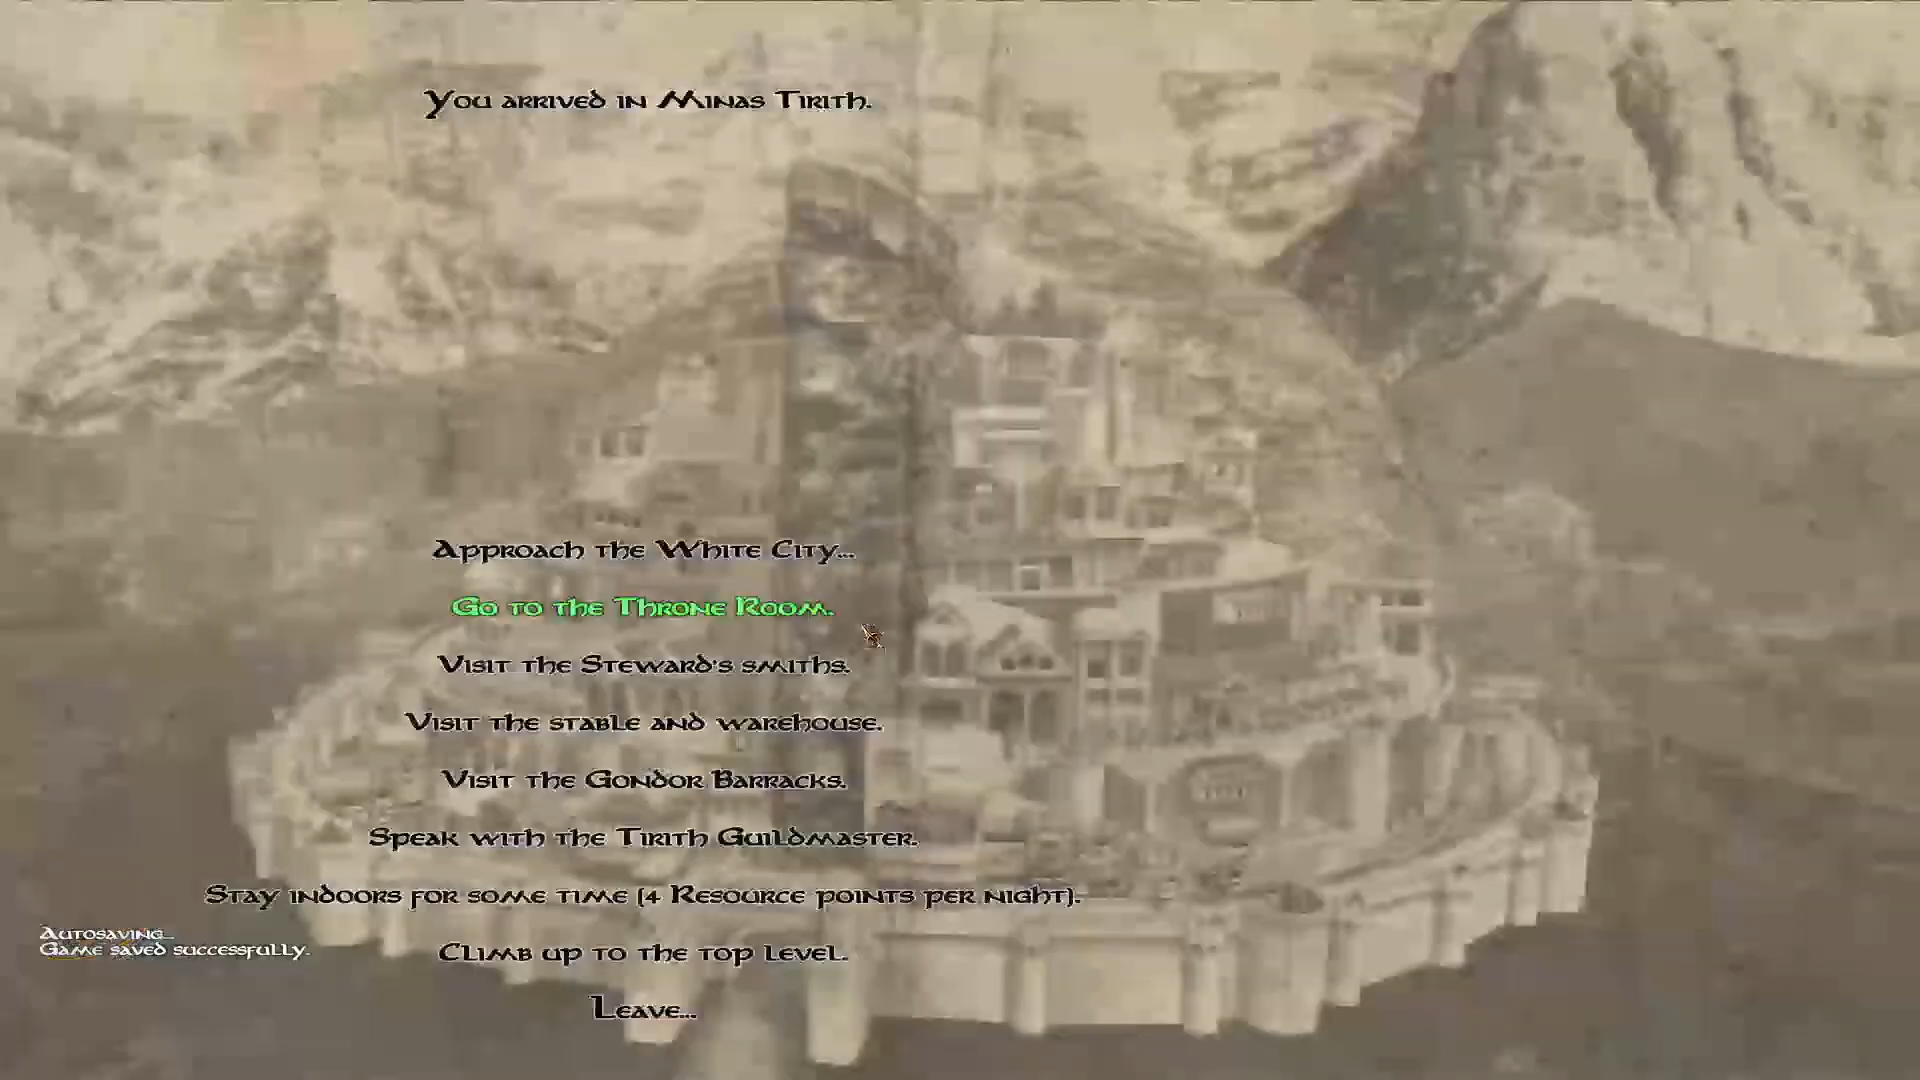 You arrived in Minas Tirith.
Approach the White City...
Go to the Throne Room.
Visit the Steward's smiths.
Visit the stable and warehouse.
Visit the Gondor Barracks.
Speak with the Tirith Guildmaster.
Stay indoors for some time (4 Resource points per night).
Autosaving...
Game saved successfully.
Climb up to the top level.
Leave...